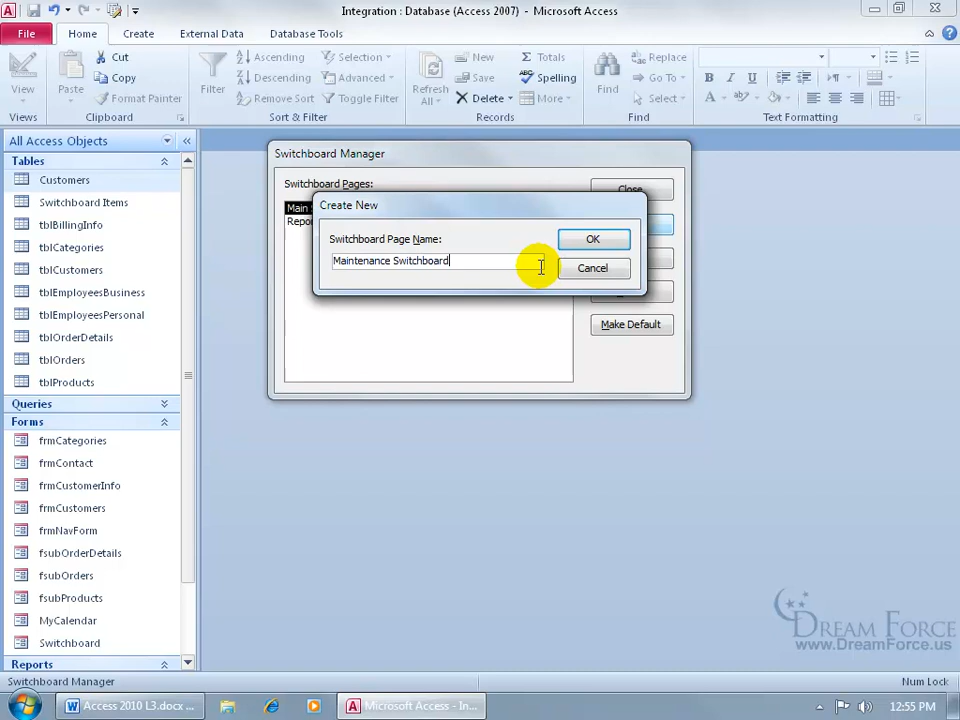 Integration : Database (Access 2007) - Microsoft Access
File Home Create External Data Database Tools
View
Views
Paste
Cut
Copy
Format Painter
Clipboard
Filter
Ascending
Descending
Remove Sort
Selection
Advanced
Toggle Filter
Sort & Filter
Refresh
All
New
Save
Delete
Totals
Spelling
More
Records
Find
Replace
Go To
Select
Find
B I U
A
Text Formatting
All Access Objects
Tables
Customers
Switchboard Items
tblBillingInfo
tblCategories
tblCustomers
tblEmployeesBusiness
tblEmployeesPersonal
tblOrderDetails
tblOrders
tblProducts
Queries
Forms
frmCategories
frmContact
frmCustomerInfo
frmCustomers
frmNavForm
fsubOrderDetails
fsubOrders
fsubProducts
MyCalendar
Switchboard
Reports
Switchboard Manager
Switchboard Pages:
Close
Main
Repo
Make Default
Create New
Switchboard Page Name:
Maintenance Switchboard
OK
Cancel
DREAM FORCE
www.DreamForce.us
Switchboard Manager
Num Lock
Access 2010 L3.docx ...
Microsoft Access - In...
12:55 PM